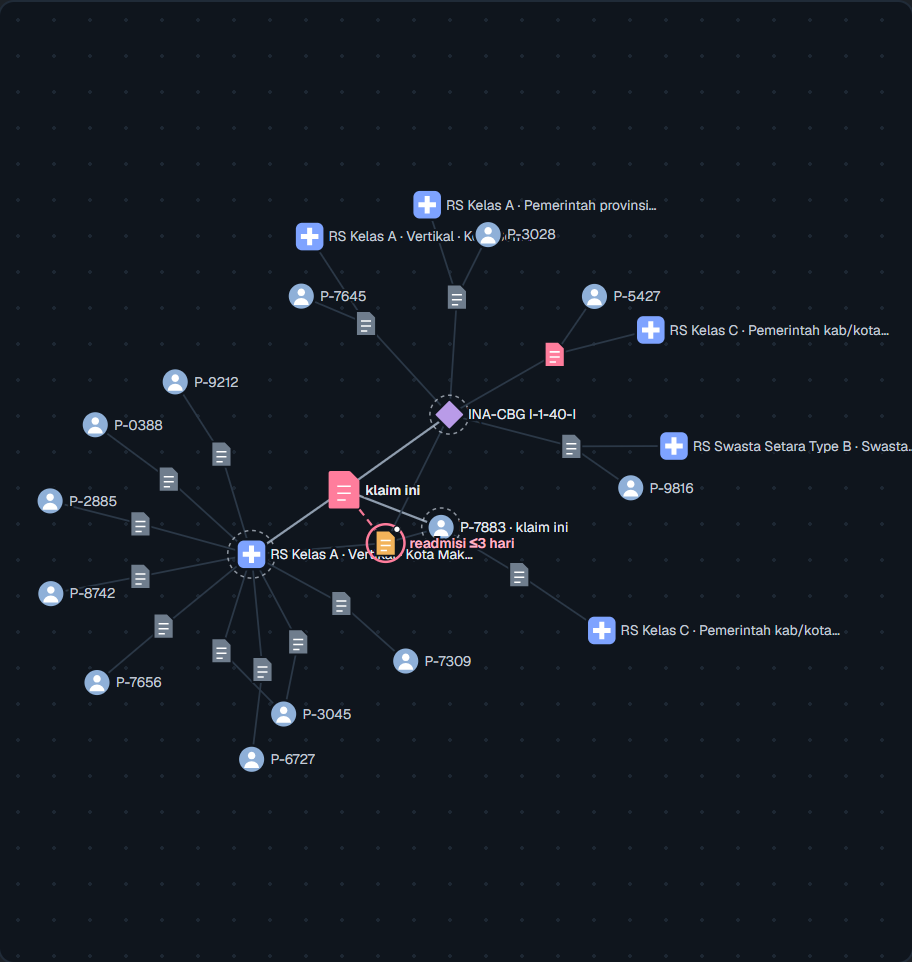 RS Kelas A · Pemerintah provinsi…
RS Kelas A · Vertikal · K
P-3028
P-7645
P-5427
RS Kelas C · Pemerintah kab/kota…
P-9212
INA-CBG I-1-40-I
P-0388
RS Swasta Setara Type B · Swasta
P-9816
klaim ini
P-2885
P-7883 · klaim ini
readmisi ≤3 hari
RS Kelas A · Vertikal · Kota Mak…
P-8742
RS Kelas C · Pemerintah kab/kota…
P-7309
P-7656
P-3045
P-6727